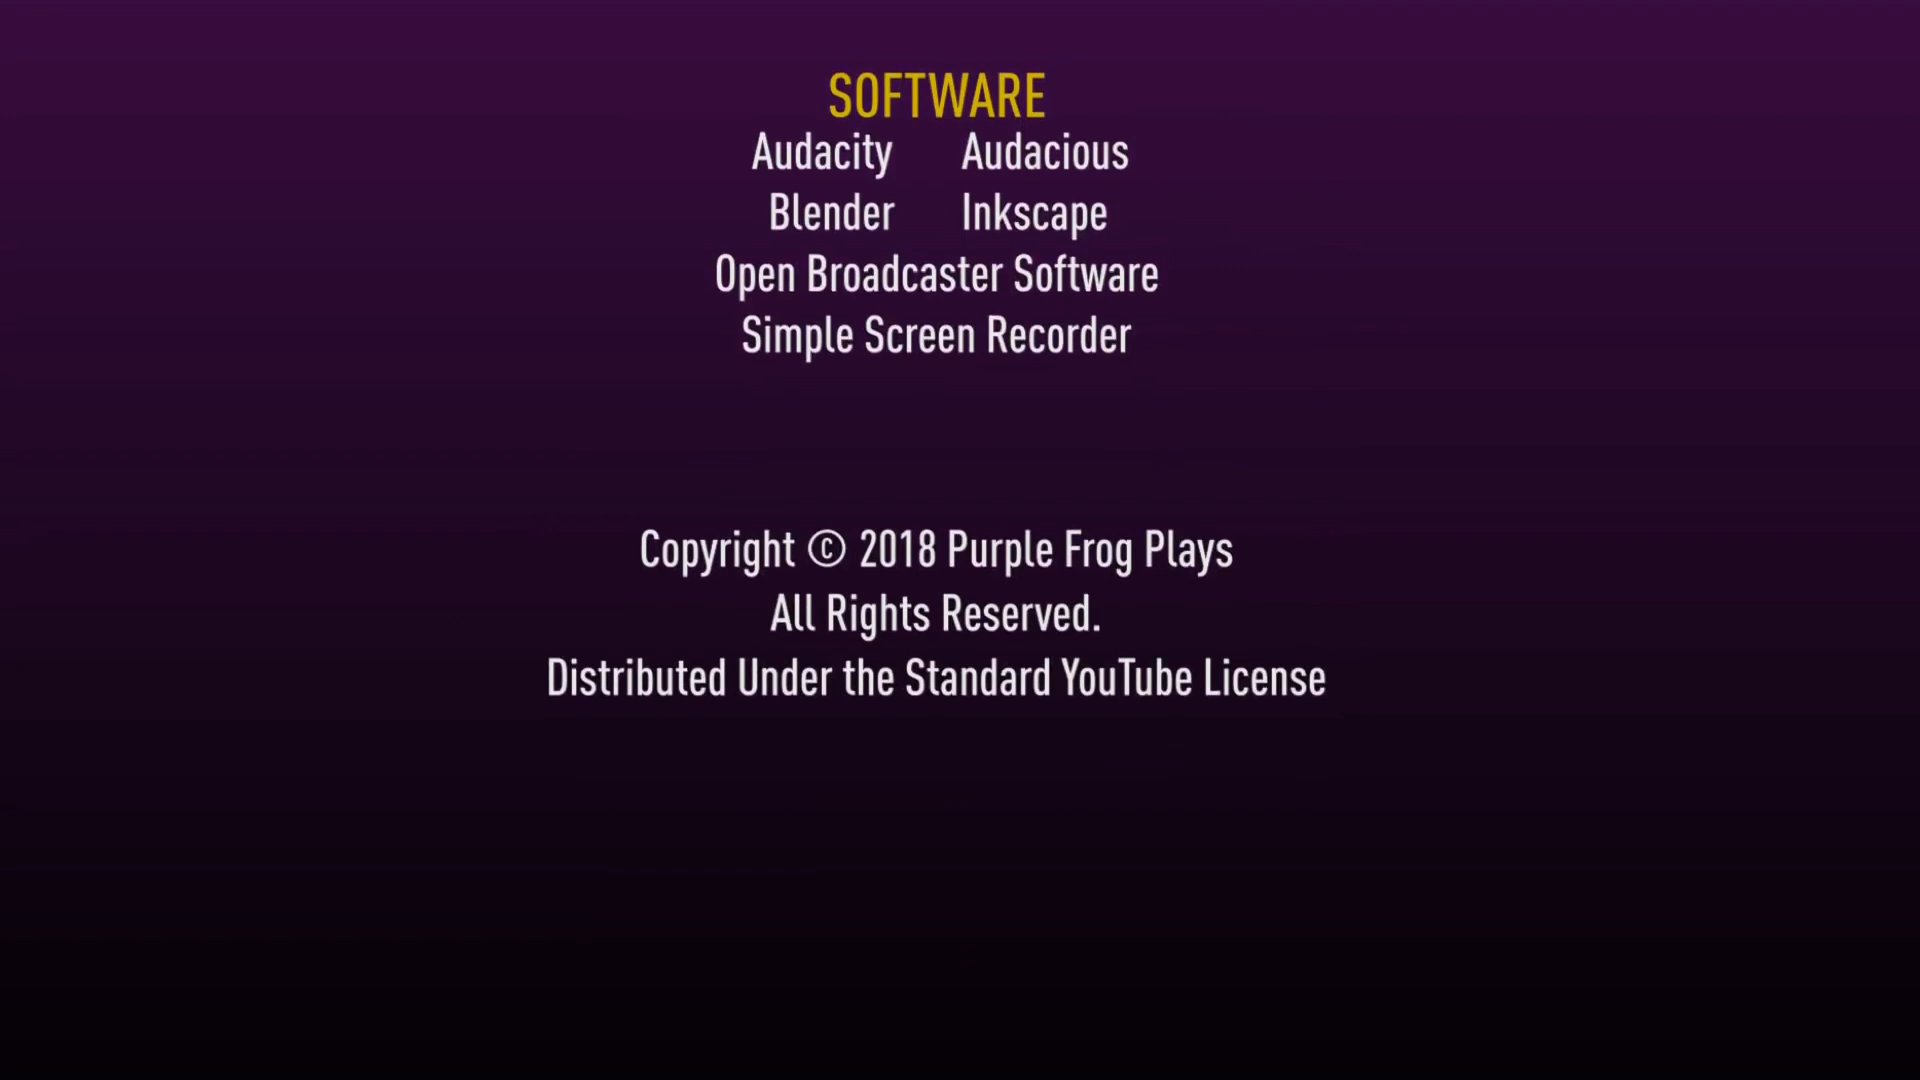 SOFTWARE
Audacity Audacious
Blender Inkscape
Open Broadcaster Software
Simple Screen Recorder
Copyright © 2018 Purple Frog Plays
All Rights Reserved.
Distributed Under the Standard YouTube License